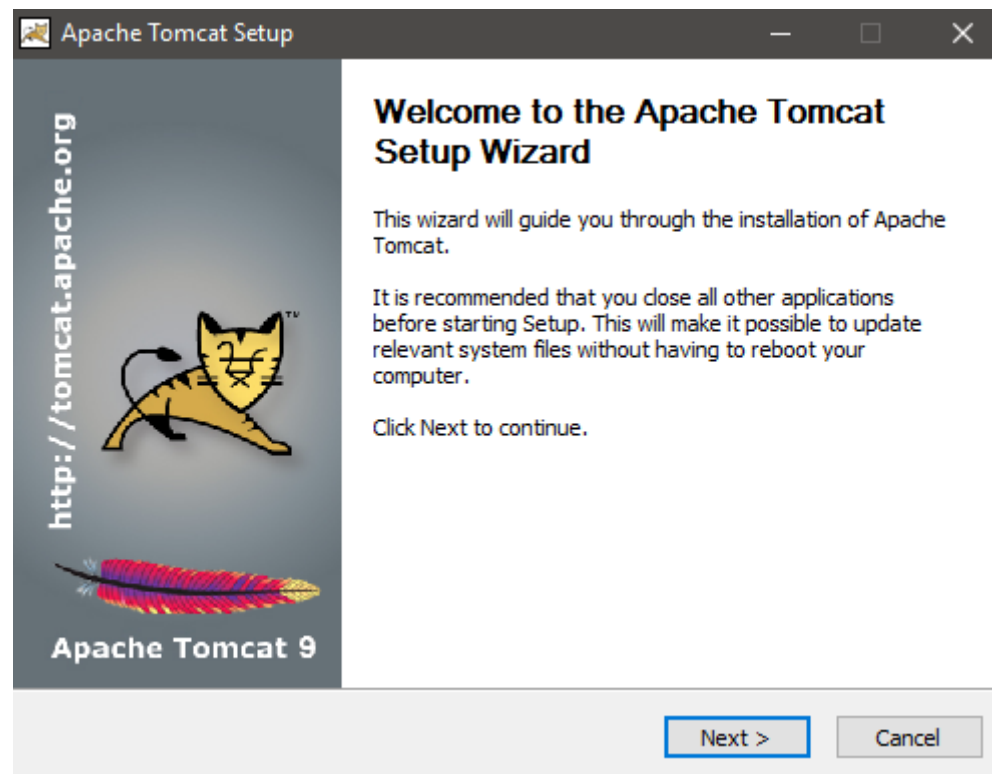 Apache Tomcat Setup
http://tomcat.apache.org
TM
Apache Tomcat 9
Welcome to the Apache Tomcat
Setup Wizard
This wizard will guide you through the installation of Apache
Tomcat.
It is recommended that you close all other applications
before starting Setup. This will make it possible to update
relevant system files without having to reboot your
computer.
Click Next to continue.
Next >
Cancel